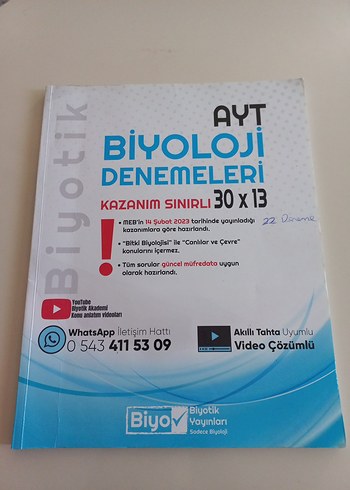 Biyotik
AYT
BİYOLOJİ
DENEMELERİ
KAZANIM SINIRLI 30 x 13
• MEB'in 14 Şubat 2023 tarihinde yayınladığı
kazanımlara göre hazırlandı.
22 Deneme
• "Bitki Biyolojisi" ile "Canlılar ve Çevre"
konularını içermez.
• Tüm sorular güncel müfredata uygun
olarak hazırlandı.
!
YouTube
Biyotik Akademi
Konu anlatım videoları
WhatsApp İletişim Hattı
0 543 411 53 09
Akıllı Tahta Uyumlu
Video Çözümlü
Biyo
Biyotik
Yayınları
Sadece Biyoloji